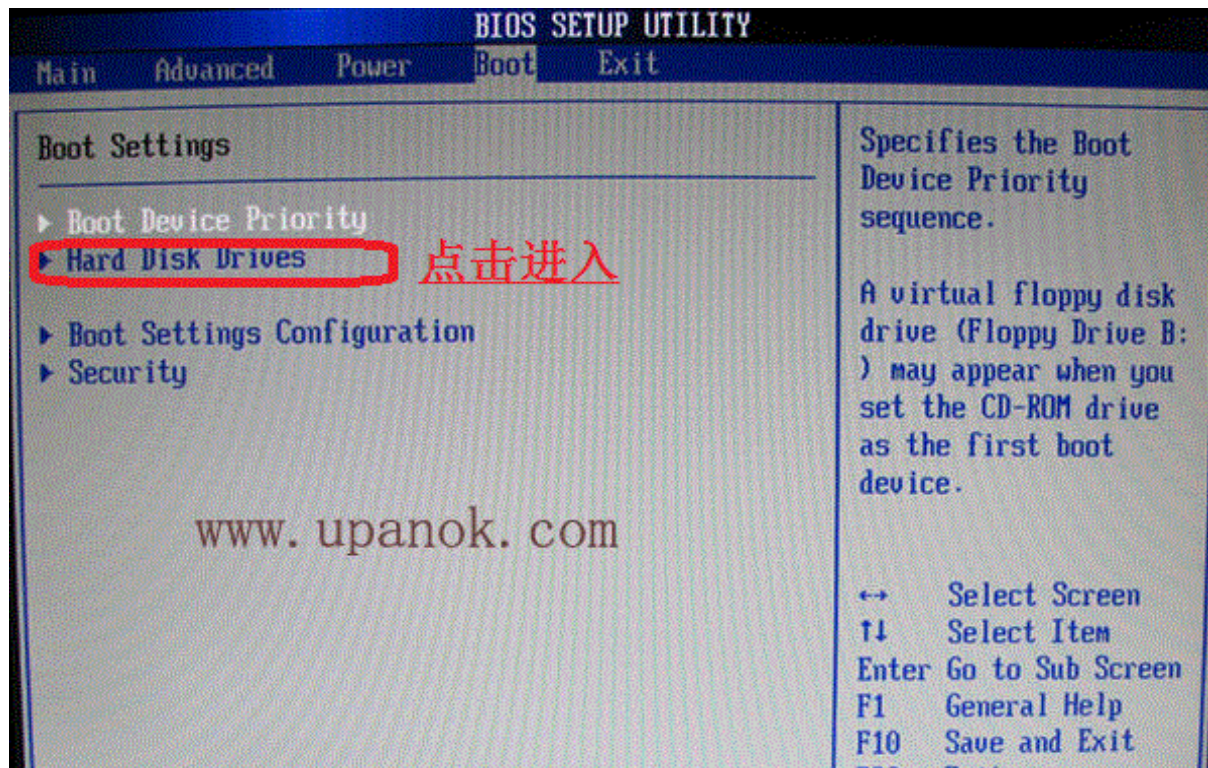 BIOS SETUP UTILITY
Main Advanced Power Boot Exit
Boot Settings
▶ Boot Device Priority
▶ Hard Disk Drives
点击进入
▶ Boot Settings Configuration
▶ Security
www.upanok.com
Specifies the Boot
Device Priority
sequence.
A virtual floppy disk
drive (Floppy Drive B:
) may appear when you
set the CD-ROM drive
as the first boot
device.
↔ Select Screen
↑↓ Select Item
Enter Go to Sub Screen
F1 General Help
F10 Save and Exit